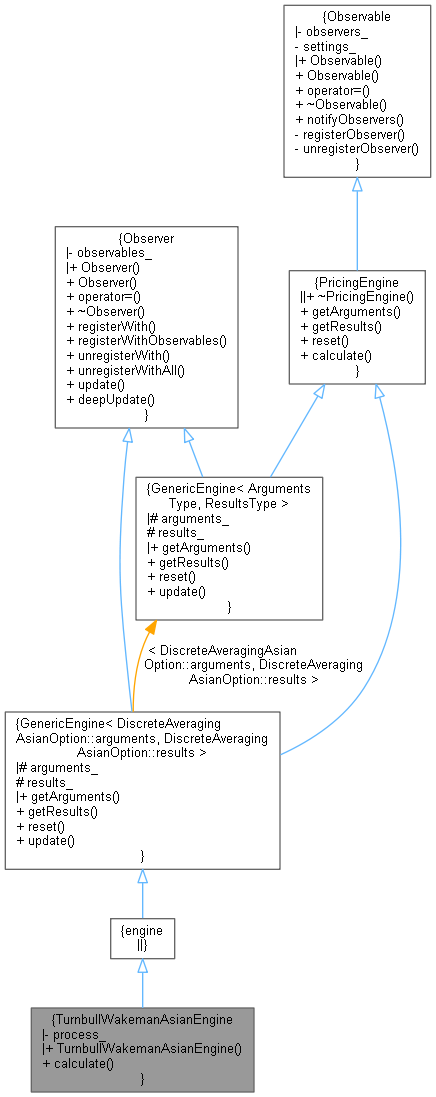 {Observable
|- observers_
- settings_
|+ Observable()
+ Observable()
+ operator=()
+ ~Observable()
+ notifyObservers()
- registerObserver()
- unregisterObserver()
}
{Observer
|- observables_
|+ Observer()
+ Observer()
+ operator=()
+ ~Observer()
+ registerWith()
+ registerWithObservables()
+ unregisterWith()
+ unregisterWithAll()
+ update()
+ deepUpdate()
}
{PricingEngine
||+ ~PricingEngine()
+ getArguments()
+ getResults()
+ reset()
+ calculate()
}
{GenericEngine< Arguments
Type, ResultsType >
|# arguments_
# results_
|+ getArguments()
+ getResults()
+ reset()
+ update()
}
< DiscreteAveragingAsian
Option::arguments, DiscreteAveraging
AsianOption::results >
{GenericEngine< DiscreteAveraging
AsianOption::arguments, DiscreteAveraging
AsianOption::results >
|# arguments_
# results_
|+ getArguments()
+ getResults()
+ reset()
+ update()
}
{engine
||}
{TurnbullWakemanAsianEngine
|- process_
|+ TurnbullWakemanAsianEngine()
+ calculate()
}